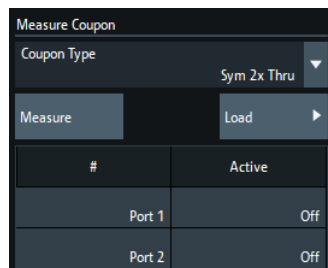 Measure Coupon
Coupon Type
Sym 2x Thru
Measure Load
# Active
Port 1 Off
Port 2 Off